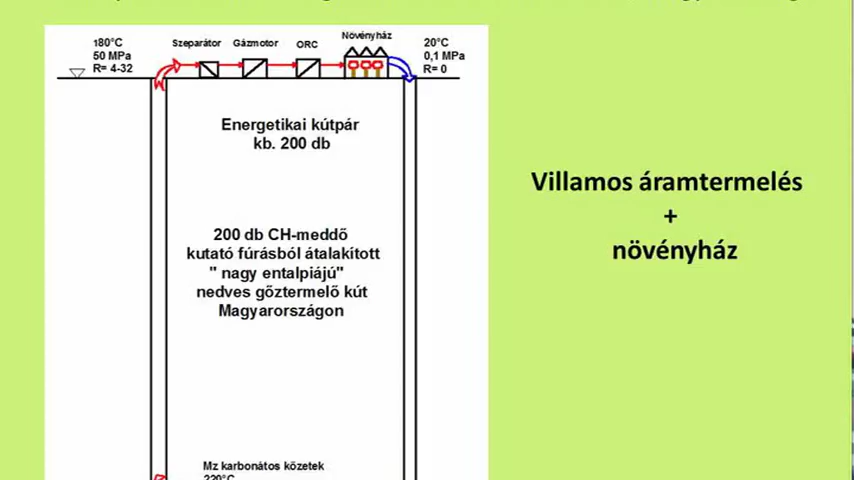 180°C
50 MPa
R= 4-32
Szeparátor
Gázmotor
ORC
Növényház
20°C
0,1 MPa
R= 0
Energetikai kútpár
kb. 200 db
200 db CH-meddő
kutató fúrásból átalakított
" nagy entalpiájú"
nedves gőztermelő kút
Magyarországon
Mz karbonátos kőzetek
220°C
Villamos áramtermelés
+
növényház